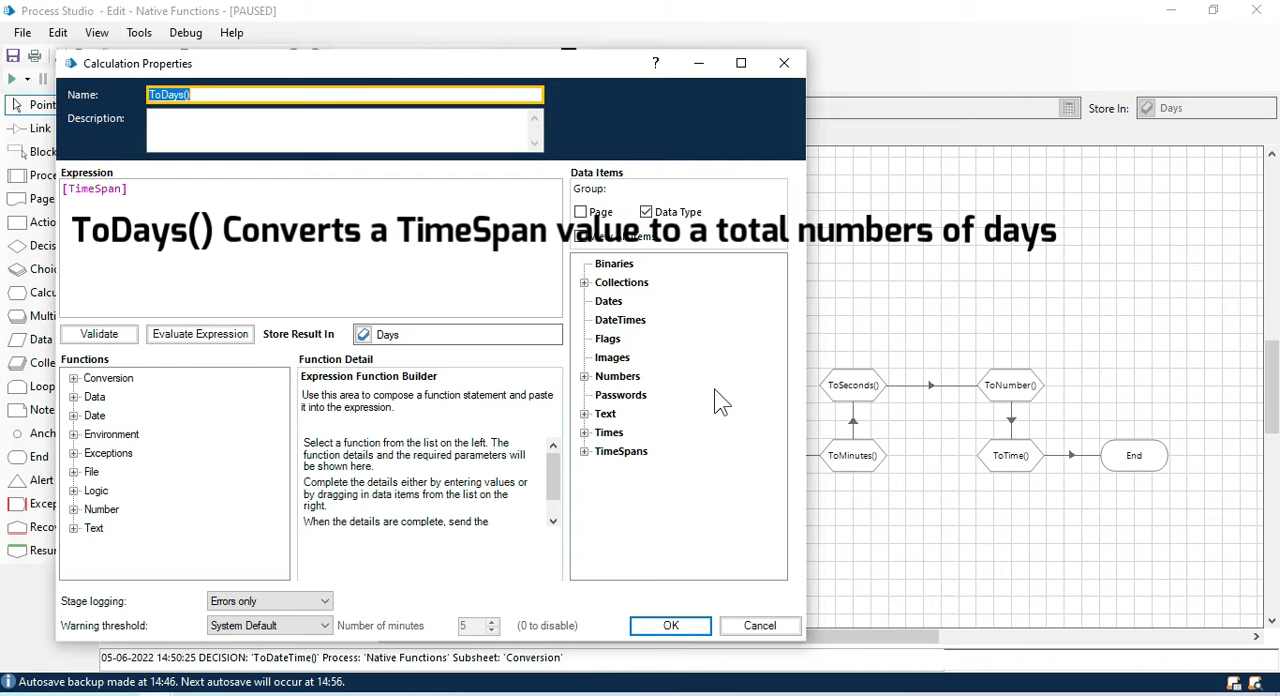 Process Studio - Edit - Native Functions - [PAUSED]
File Edit View Tools Debug Help
Calculation Properties
?
Name: ToDays()
Description:
Store In: Days
Point
Link
Block
Proce
Page
Actio
Decis
Choic
Calcu
Multi
Data
Colle
Loop
Note
Anch
End
Alert
Excep
Reco
Resur
Expression
[TimeSpan]
Data Items
Group:
Page Data Type
ToDays() Converts a TimeSpan value to a total numbers of days
Binaries
Collections
Dates
DateTimes
Flags
Images
Numbers
Passwords
Text
Times
TimeSpans
Validate Evaluate Expression Store Result In Days
Functions
Conversion
Data
Date
Environment
Exceptions
File
Logic
Number
Text
Function Detail
Expression Function Builder
Use this area to compose a function statement and paste
it into the expression.
Select a function from the list on the left. The
function details and the required parameters will
be shown here.
Complete the details either by entering values or
by dragging in data items from the list on the
right.
When the details are complete, send the
Stage logging: Errors only
Warning threshold: System Default Number of minutes 5 (0 to disable)
OK Cancel
ToSeconds() ToNumber()
ToMinutes() ToTime() End
05-06-2022 14:50:25 DECISION: 'ToDateTime()' Process: 'Native Functions' Subsheet: 'Conversion'
Autosave backup made at 14:46. Next autosave will occur at 14:56.